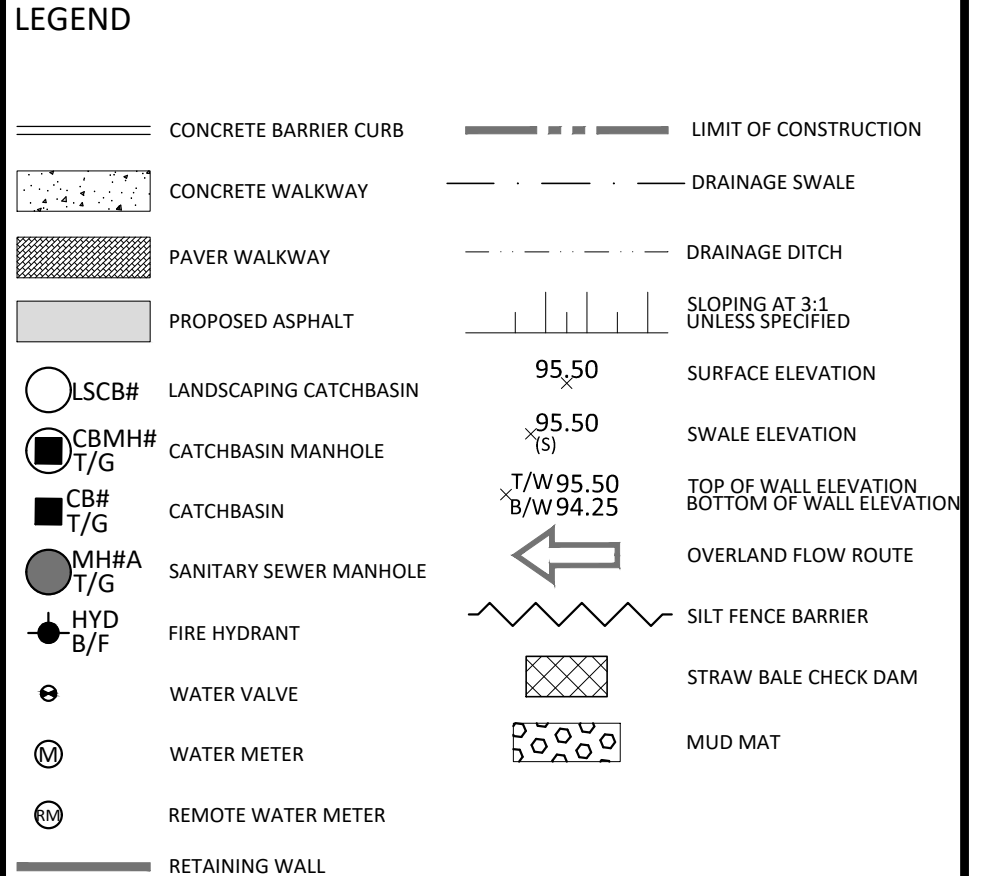 LEGEND
CONCRETE BARRIER CURB
CONCRETE WALKWAY
PAVER WALKWAY
PROPOSED ASPHALT
LSCB# LANDSCAPING CATCHBASIN
CBMH#
T/G
CATCHBASIN MANHOLE
CB#
T/G
CATCHBASIN
MH#A
T/G
SANITARY SEWER MANHOLE
HYD
B/F
FIRE HYDRANT
WATER VALVE
M WATER METER
RM REMOTE WATER METER
RETAINING WALL
LIMIT OF CONSTRUCTION
DRAINAGE SWALE
DRAINAGE DITCH
SLOPING AT 3:1
UNLESS SPECIFIED
95.50 SURFACE ELEVATION
95.50
(S)
SWALE ELEVATION
T/W 95.50
B/W 94.25
TOP OF WALL ELEVATION
BOTTOM OF WALL ELEVATION
OVERLAND FLOW ROUTE
SILT FENCE BARRIER
STRAW BALE CHECK DAM
MUD MAT